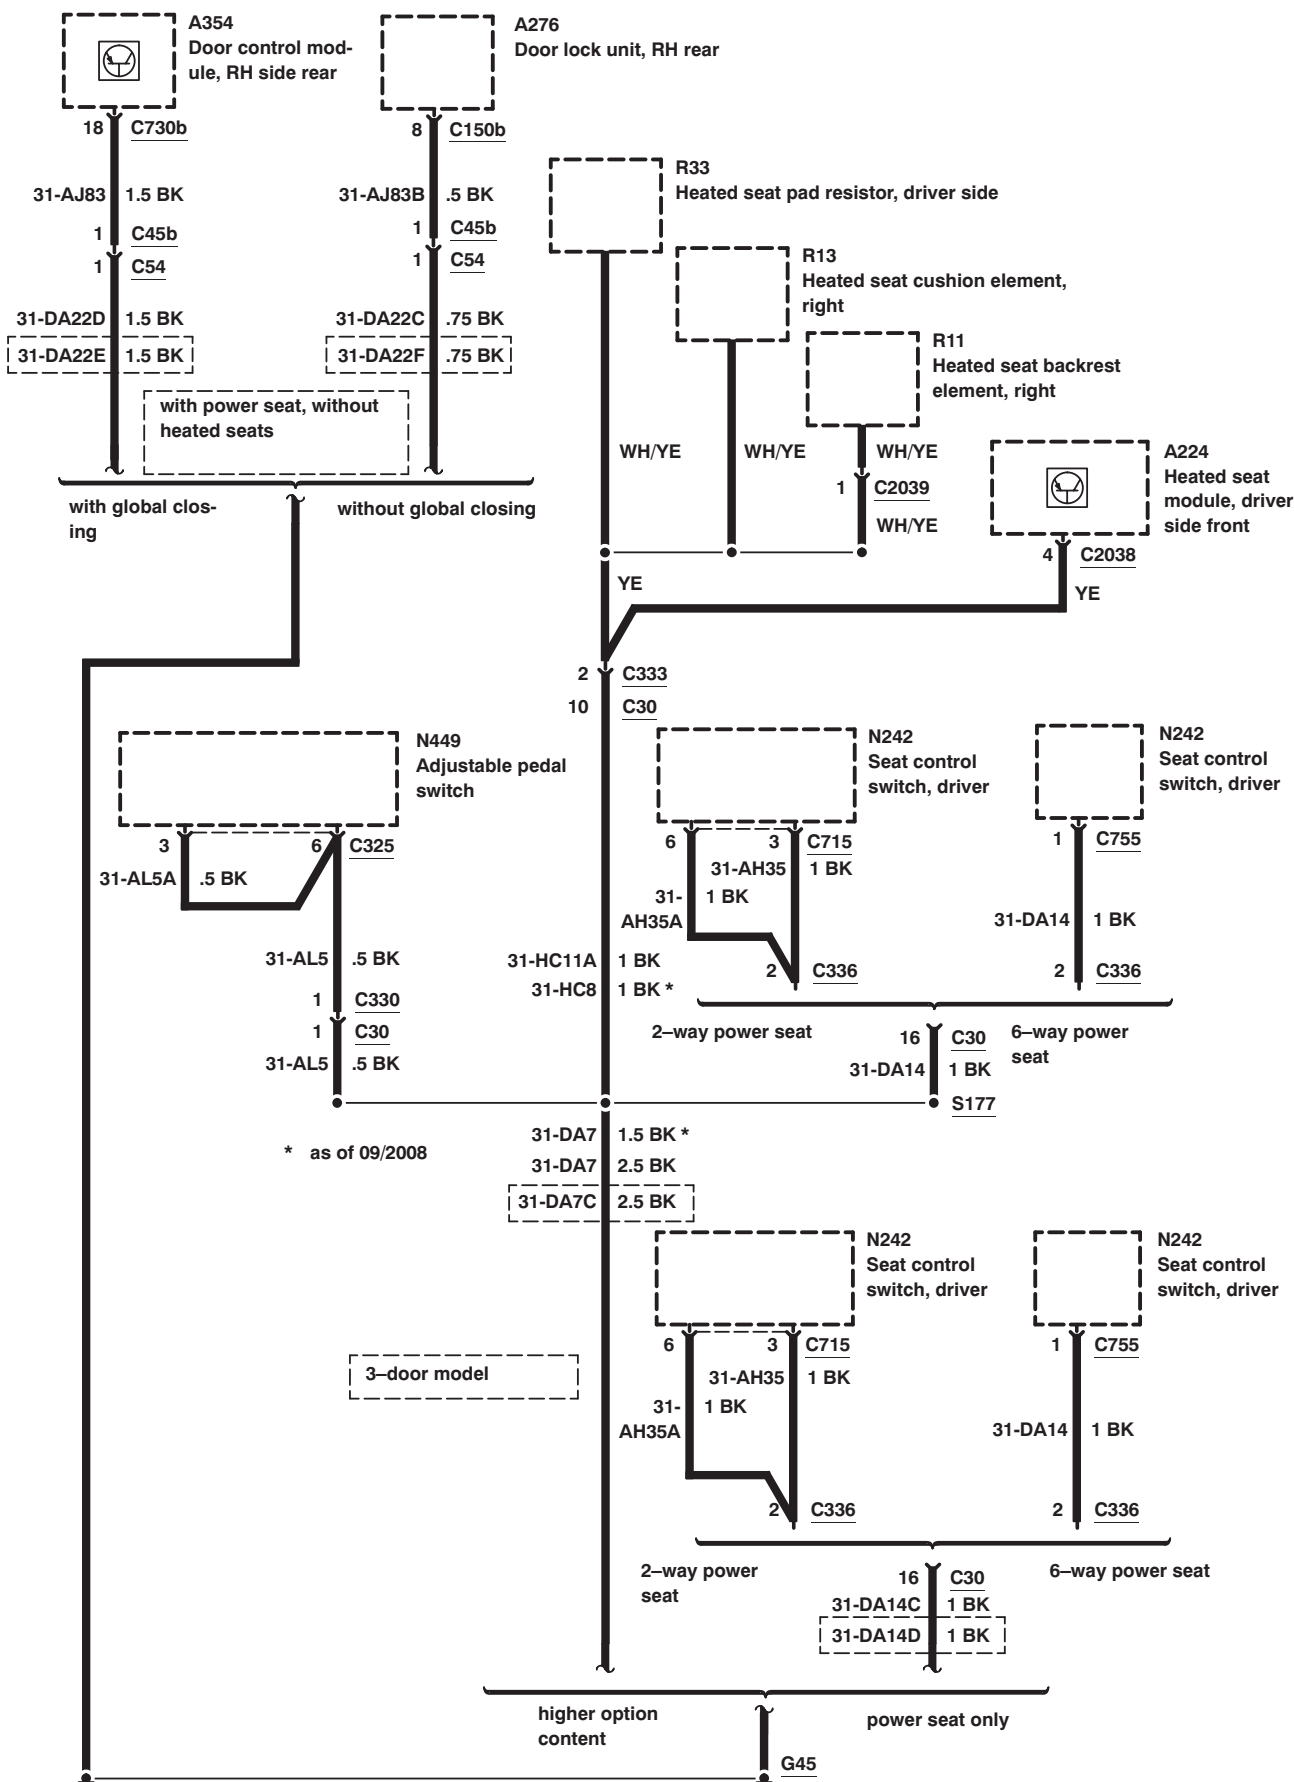 A354
Door control mod-
ule, RH side rear
A276
Door lock unit, RH rear
18 C730b
8 C150b
31-AJ83 1.5 BK
31-AJ83B .5 BK
1 C45b
1 C45b
1 C54
1 C54
31-DA22D 1.5 BK
31-DA22C .75 BK
31-DA22E 1.5 BK
31-DA22F .75 BK
with power seat, without
heated seats
with global clos-
ing
without global closing
R33
Heated seat pad resistor, driver side
R13
Heated seat cushion element,
right
R11
Heated seat backrest
element, right
WH/YE
WH/YE
WH/YE
1 C2039
WH/YE
A224
Heated seat
module, driver
side front
4 C2038
YE
YE
2 C333
10 C30
N449
Adjustable pedal
switch
3
6 C325
31-AL5A .5 BK
31-AL5 .5 BK
1 C330
1 C30
31-AL5 .5 BK
31-HC11A 1 BK
31-HC8 1 BK *
N242
Seat control
switch, driver
N242
Seat control
switch, driver
6
3 C715
31-AH35 1 BK
31-
AH35A
1 BK
2 C336
1 C755
31-DA14 1 BK
2 C336
2–way power seat
6–way power
seat
16 C30
31-DA14 1 BK
S177
* as of 09/2008
31-DA7 1.5 BK *
31-DA7 2.5 BK
31-DA7C 2.5 BK
N242
Seat control
switch, driver
N242
Seat control
switch, driver
6
3 C715
31-AH35 1 BK
31-
AH35A
1 BK
2 C336
1 C755
31-DA14 1 BK
2 C336
3–door model
2–way power
seat
6–way power seat
16 C30
31-DA14C 1 BK
31-DA14D 1 BK
higher option
content
power seat only
G45